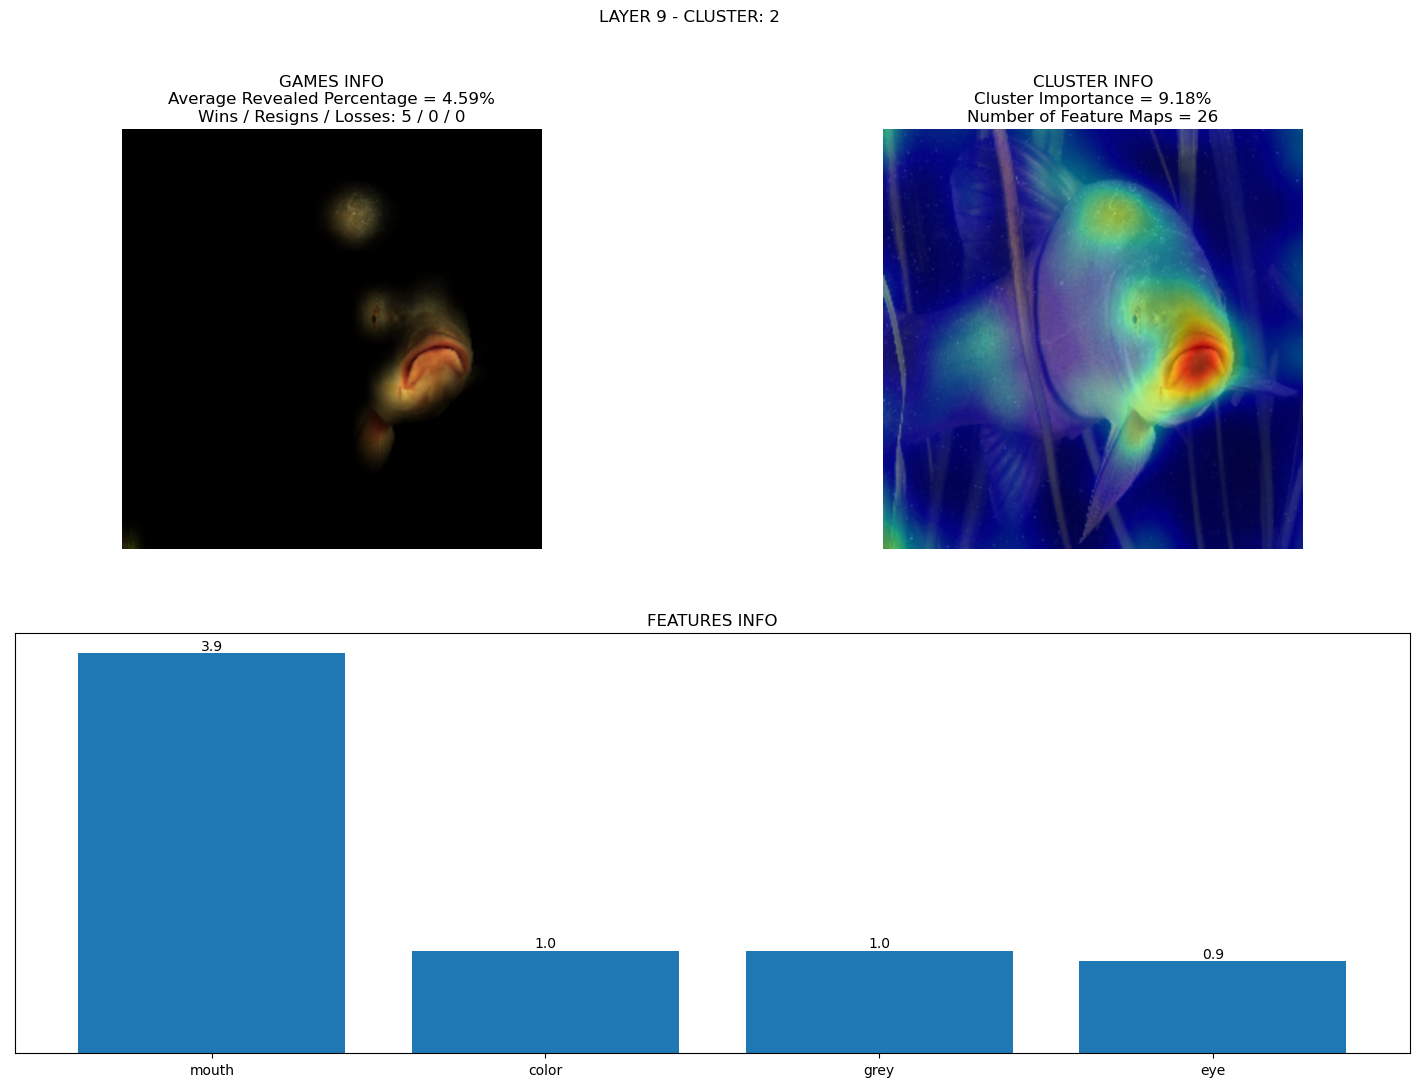 LAYER 9 - CLUSTER: 2
GAMES INFO
Average Revealed Percentage = 4.59%
Wins / Resigns / Losses: 5 / 0 / 0
CLUSTER INFO
Cluster Importance = 9.18%
Number of Feature Maps = 26
FEATURES INFO
3.9
1.0
1.0
0.9
mouth
color
grey
eye